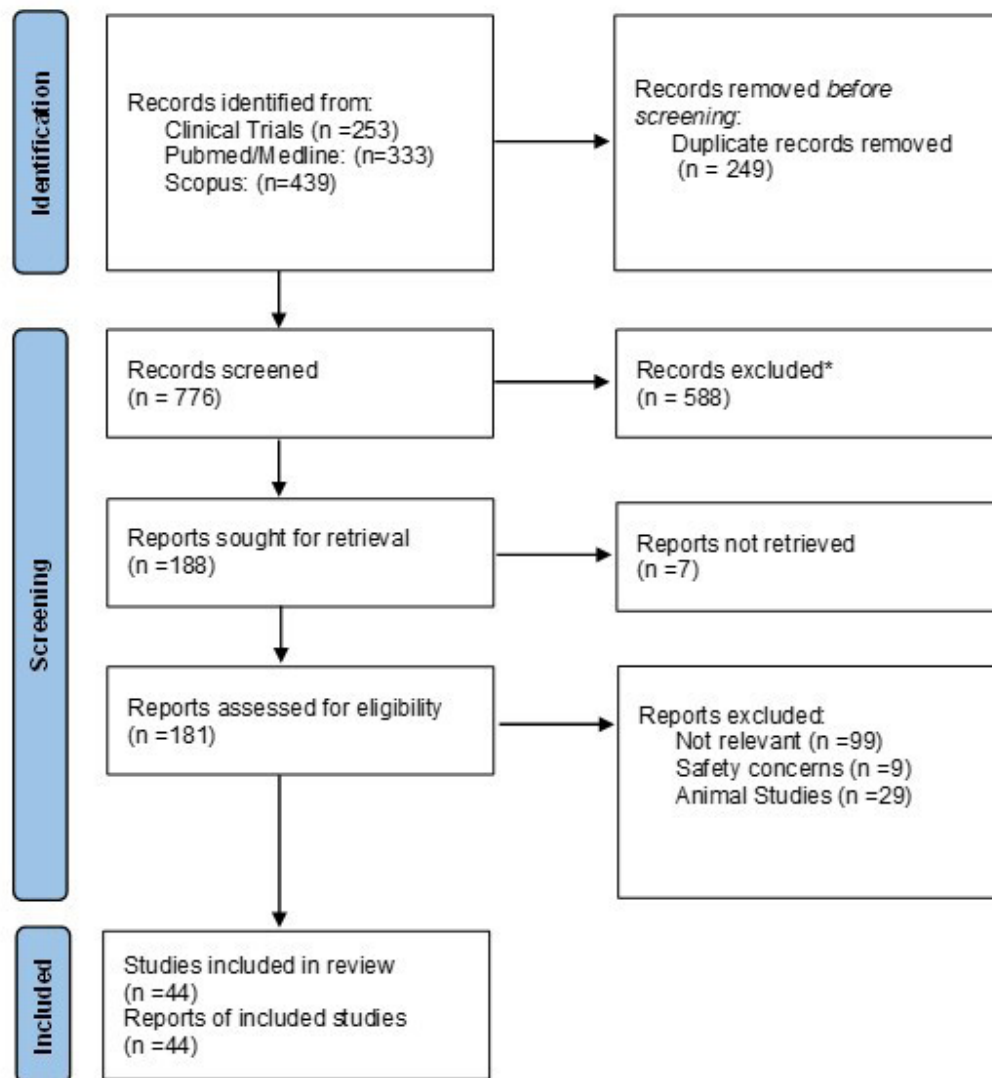 Identification
Records identified from:
Clinical Trials (n =253)
Pubmed/Medline: (n=333)
Scopus: (n=439)
Records removed before
screening:
Duplicate records removed
(n = 249)
Screening
Records screened
(n = 776)
Records excluded*
(n = 588)
Reports sought for retrieval
(n =188)
Reports not retrieved
(n =7)
Reports assessed for eligibility
(n =181)
Reports excluded:
Not relevant (n =99)
Safety concerns (n =9)
Animal Studies (n =29)
Included
Studies included in review
(n =44)
Reports of included studies
(n =44)